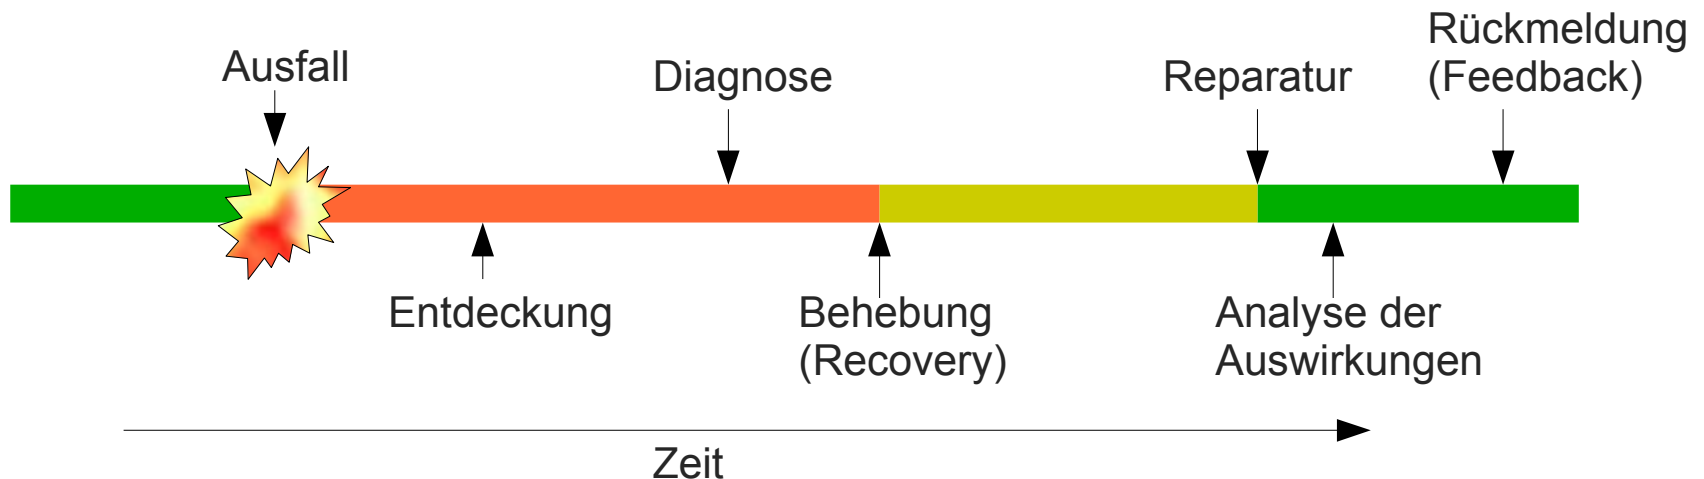 Ausfall
Diagnose
Reparatur
Rückmeldung
(Feedback)
Entdeckung
Behebung
(Recovery)
Analyse der
Auswirkungen
Zeit